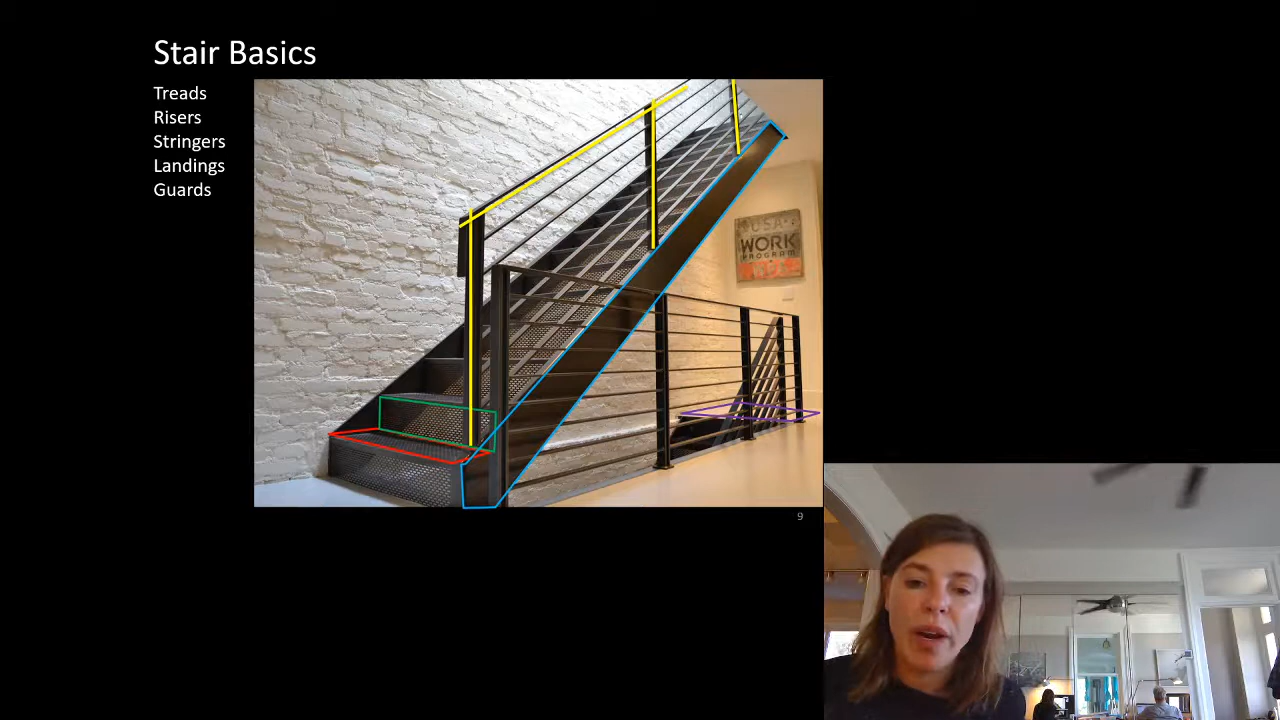 Stair Basics
Treads
Risers
Stringers
Landings
Guards
USA
WORK
PROGRAM
9